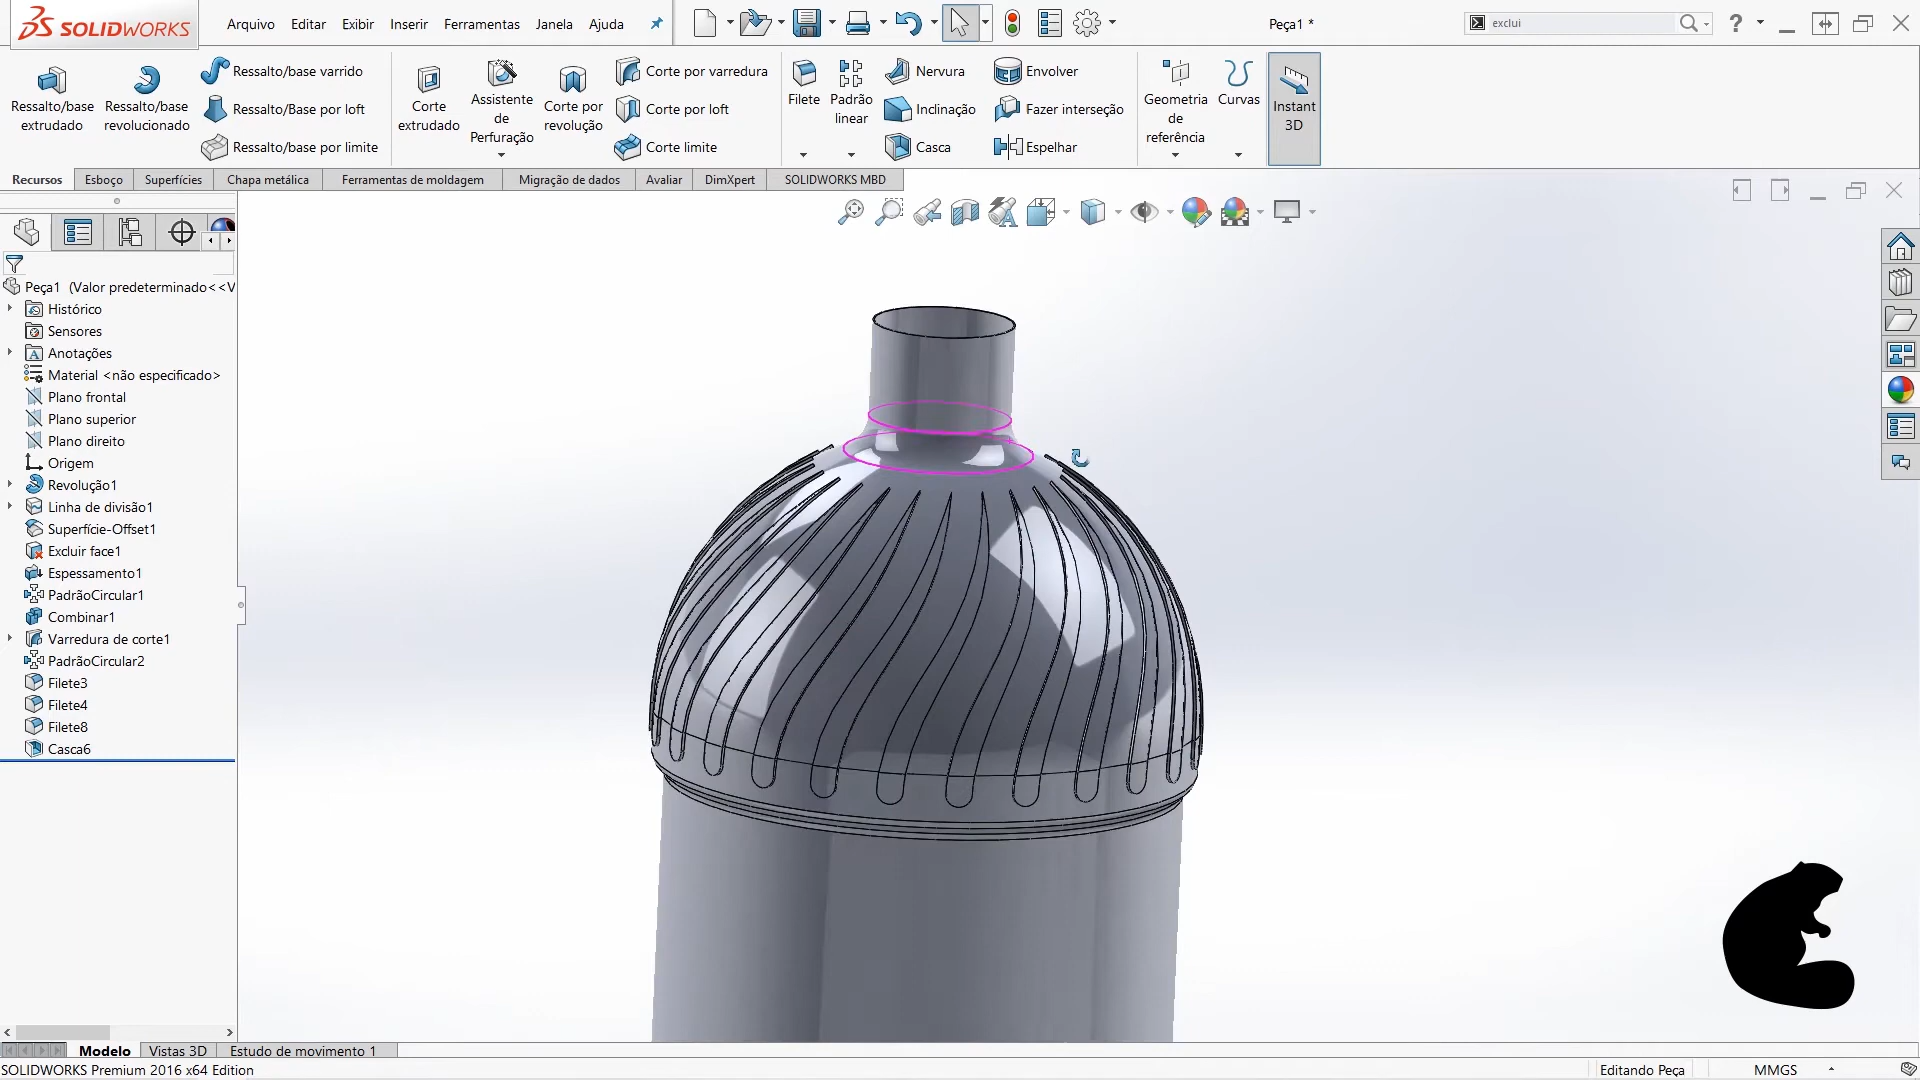 SOLIDWORKS
Arquivo Editar Exibir Inserir Ferramentas Janela Ajuda
Peça1 *
exclui
?
Ressalto/base extrudado
Ressalto/base revolucionado
Ressalto/base varrido
Ressalto/Base por loft
Ressalto/base por limite
Corte extrudado
Assistente de Perfuração
Corte por revolução
Corte por varredura
Corte por loft
Corte limite
Filete
Padrão linear
Nervura
Inclinação
Casca
Envolver
Fazer interseção
Espelhar
Geometria de referência
Curvas
Instant 3D
Recursos Esboço Superfícies Chapa metálica Ferramentas de moldagem Migração de dados Avaliar DimXpert SOLIDWORKS MBD
Peça1 (Valor predeterminado<<V
Histórico
Sensores
Anotações
Material <não especificado>
Plano frontal
Plano superior
Plano direito
Origem
Revolução1
Linha de divisão1
Superfície-Offset1
Excluir face1
Espessamento1
PadrãoCircular1
Combinar1
Varredura de corte1
PadrãoCircular2
Filete3
Filete4
Filete8
Casca6
Modelo Vistas 3D Estudo de movimento 1
SOLIDWORKS Premium 2016 x64 Edition
Editando Peça
MMGS